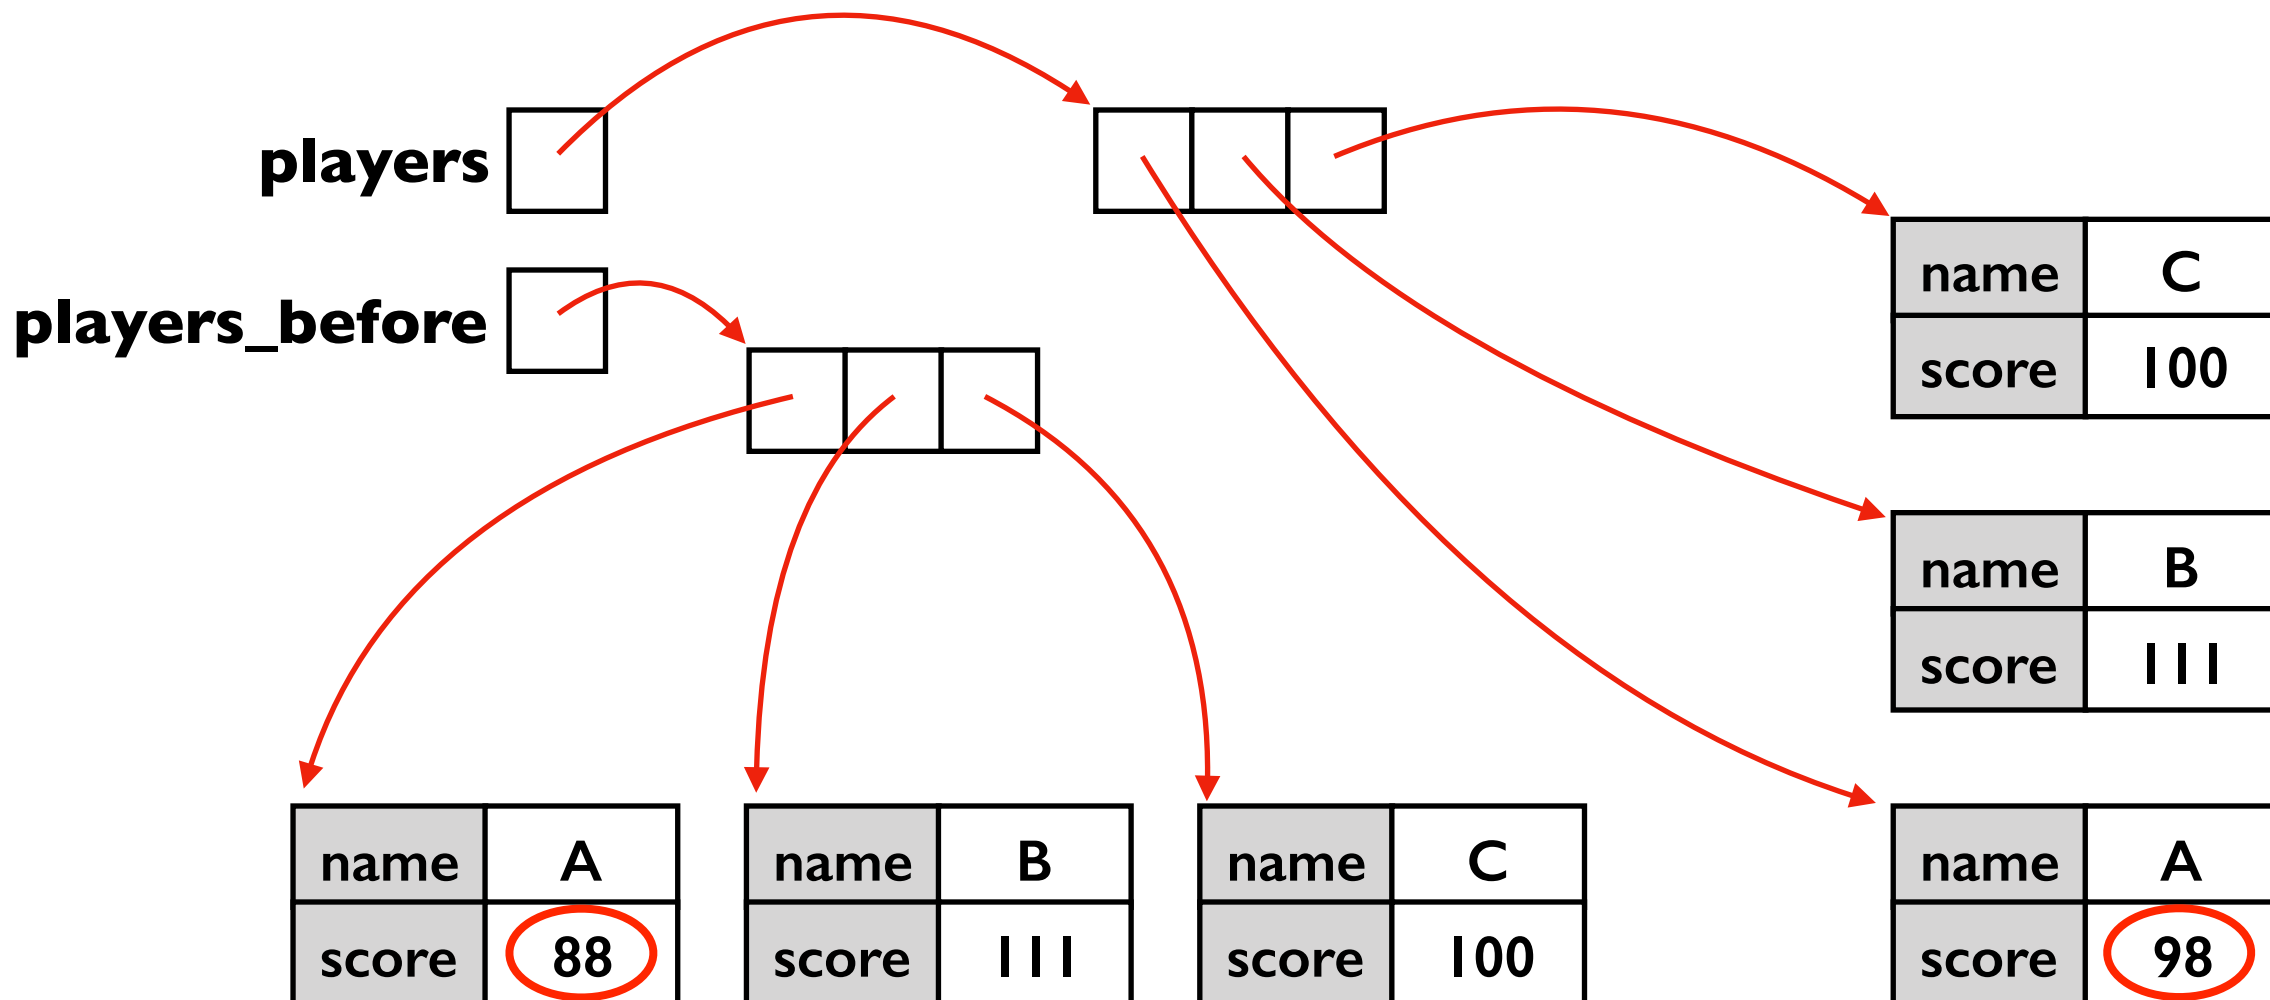 players
players_before
name C
score 100
name B
score 111
name A name B name C name A
score 88 score 111 score 100 score 98